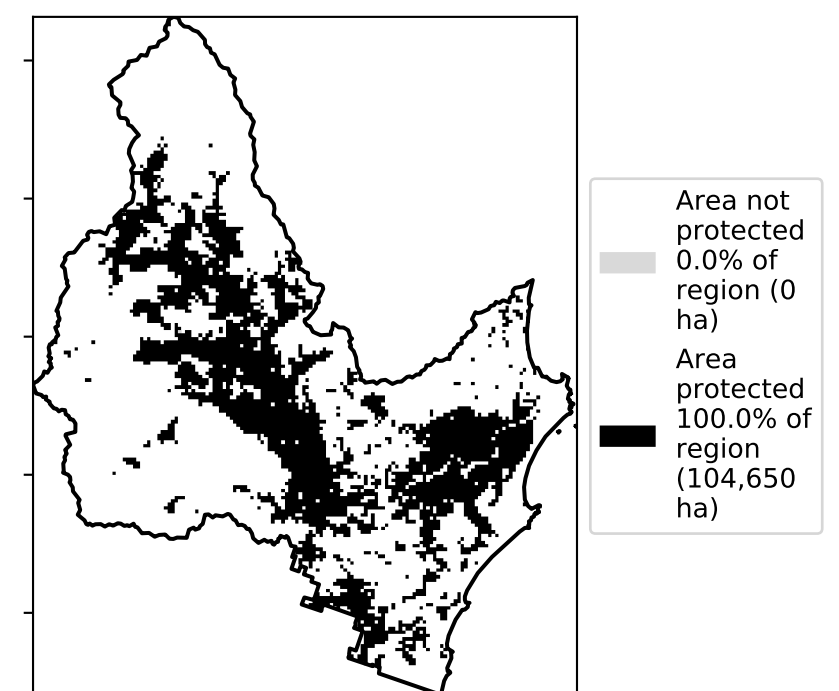 Area not
protected
0.0% of
region (0
ha)
Area
protected
100.0% of
region
(104,650
ha)